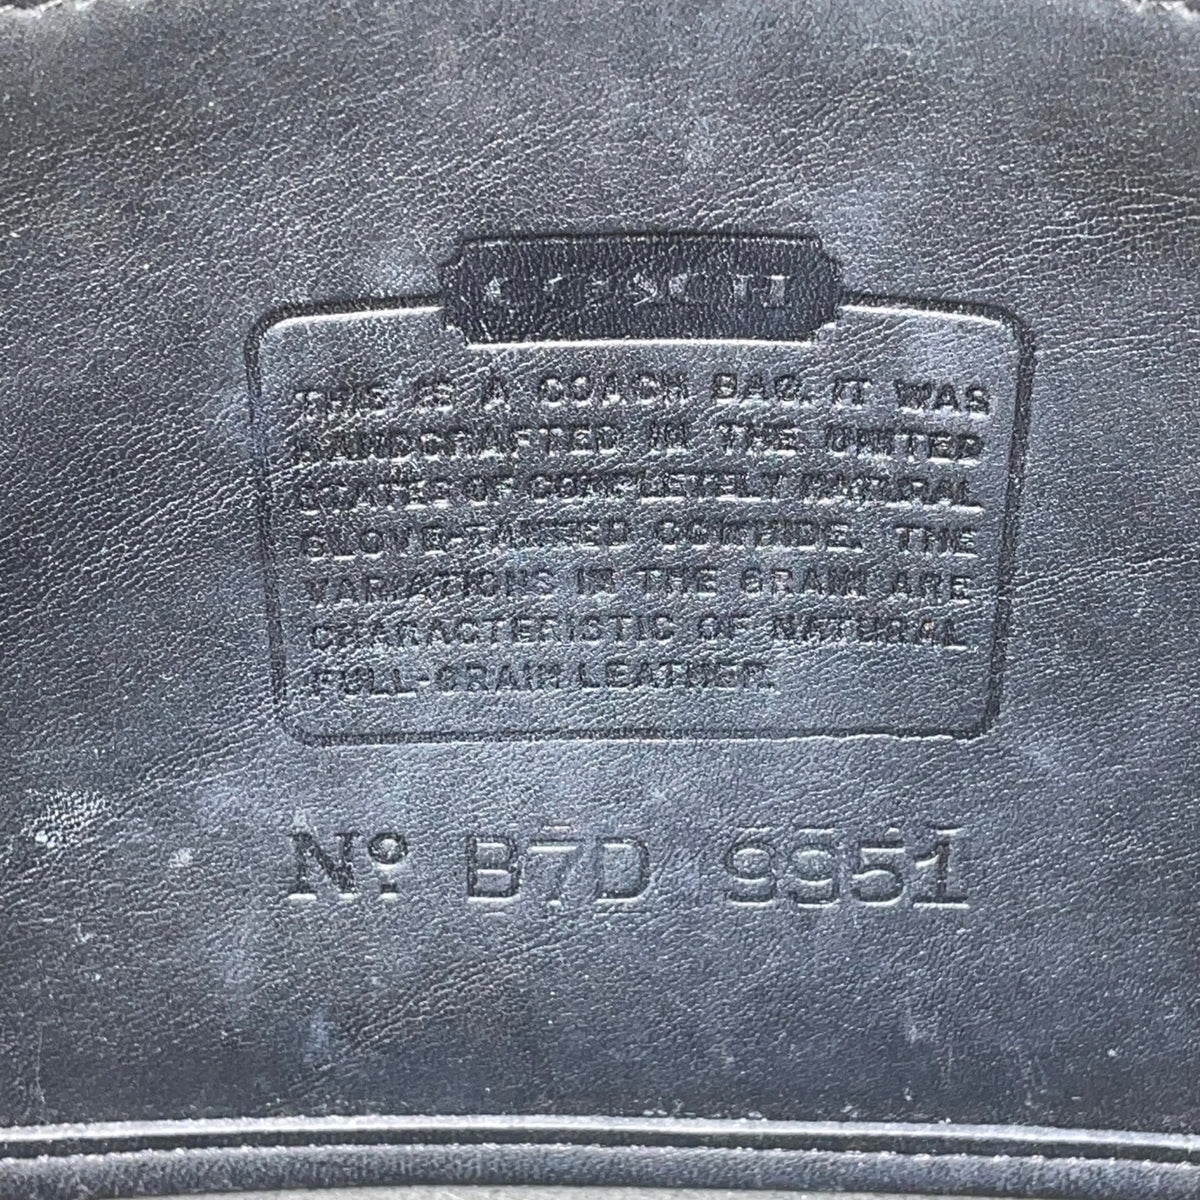 COACH
THIS IS A COACH BAG. IT WAS
HANDCRAFTED IN THE UNITED
STATES OF COMPLETELY NATURAL
GLOVE-TANNED COWHIDE. THE
VARIATIONS IN THE GRAIN ARE
CHARACTERISTIC OF NATURAL
FULL-GRAIN LEATHER.
Nº B7D 9951